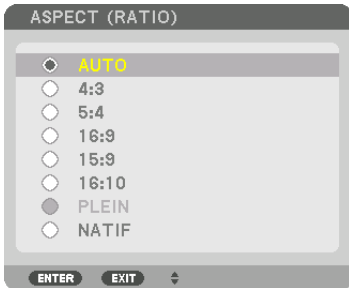 ASPECT (RATIO)
AUTO
4:3
5:4
16:9
15:9
16:10
PLEIN
NATIF
ENTER EXIT